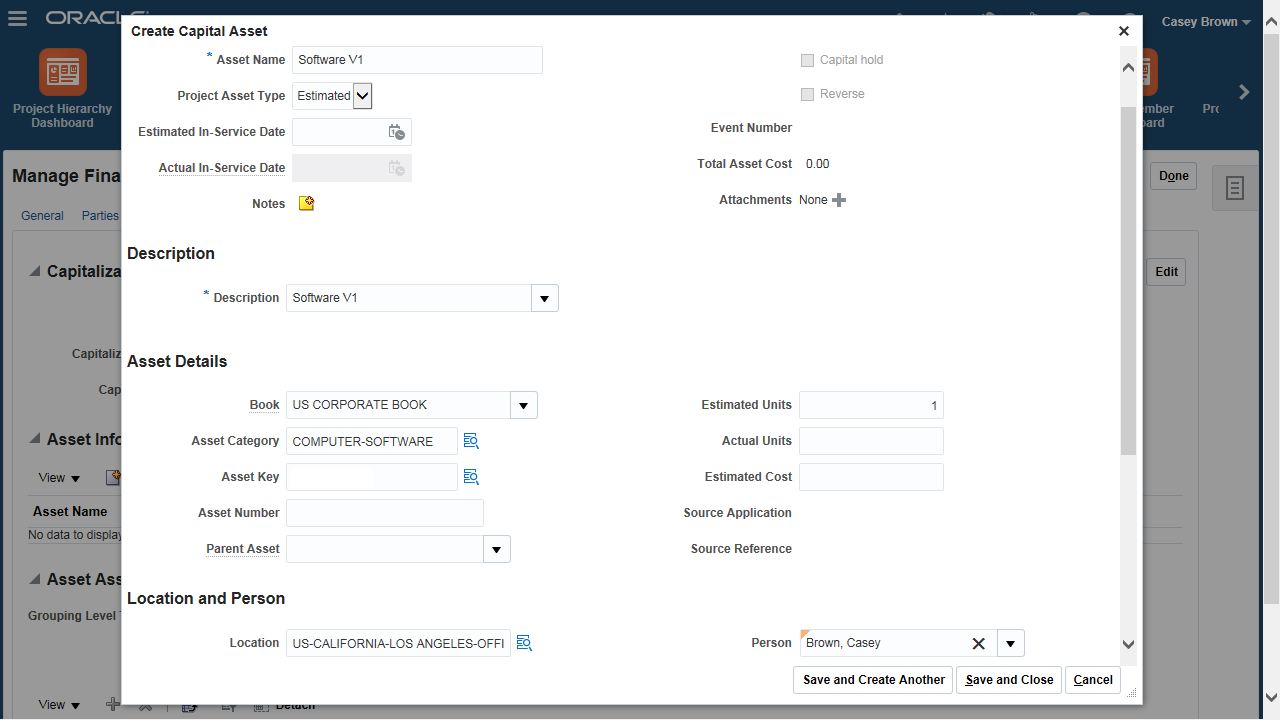 ORACLE
Casey Brown
Project Hierarchy
Dashboard
Manage Fina
Done
General Parties
Capitaliza
Edit
Capitaliz
Cap
Asset Info
View
Asset Name
No data to display
Asset Ass
Grouping Level
View
Detach
Create Capital Asset
* Asset Name Software V1
Capital hold
Project Asset Type Estimated
Reverse
Estimated In-Service Date
Event Number
Actual In-Service Date
Total Asset Cost 0.00
Notes
Attachments None
Description
* Description Software V1
Asset Details
Book US CORPORATE BOOK
Estimated Units 1
Asset Category COMPUTER-SOFTWARE
Actual Units
Asset Key
Estimated Cost
Asset Number
Source Application
Parent Asset
Source Reference
Location and Person
Location US-CALIFORNIA-LOS ANGELES-OFFI
Person Brown, Casey
Save and Create Another Save and Close Cancel